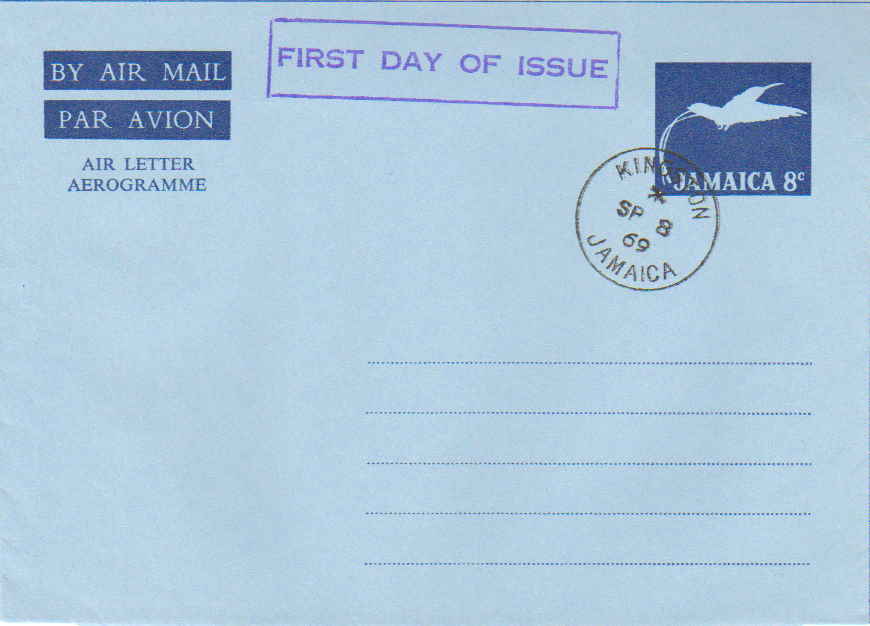 FIRST DAY OF ISSUE
BY AIR MAIL
PAR AVION
AIR LETTER
AEROGRAMME
JAMAICA 8c
KINGSTON
SP 8
69
JAMAICA